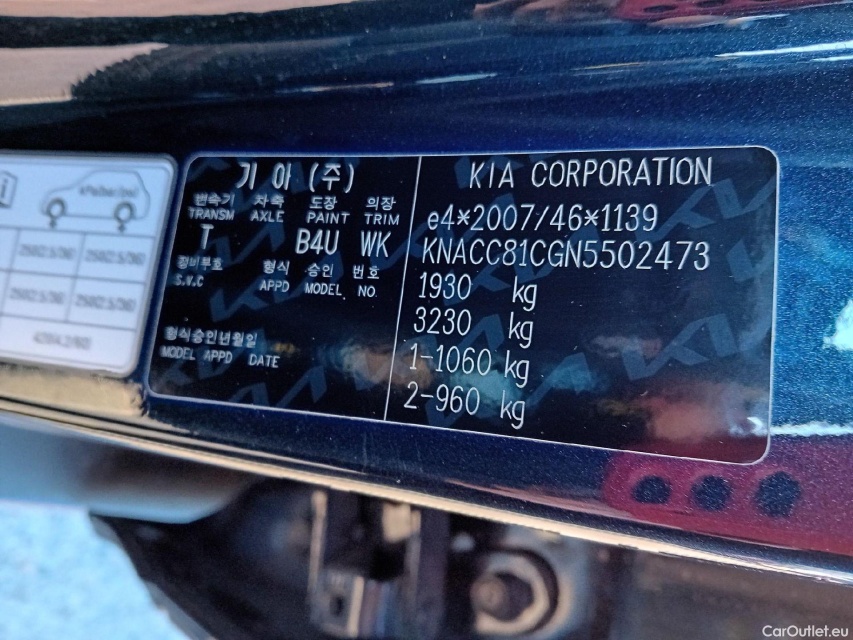 기아(주)
변속기 차축 도장 의장
TRANSM AXLE PAINT TRIM
T B4U WK
정비부호 형식 승인 번호
S.V.C APPD MODEL. NO.
형식승인년월일
MODEL APPD DATE
KIA CORPORATION
e4*2007/46*1139
KNACC81CGN5502473
1930 kg
3230 kg
1-1060 kg
2-960 kg
CarOutlet.eu